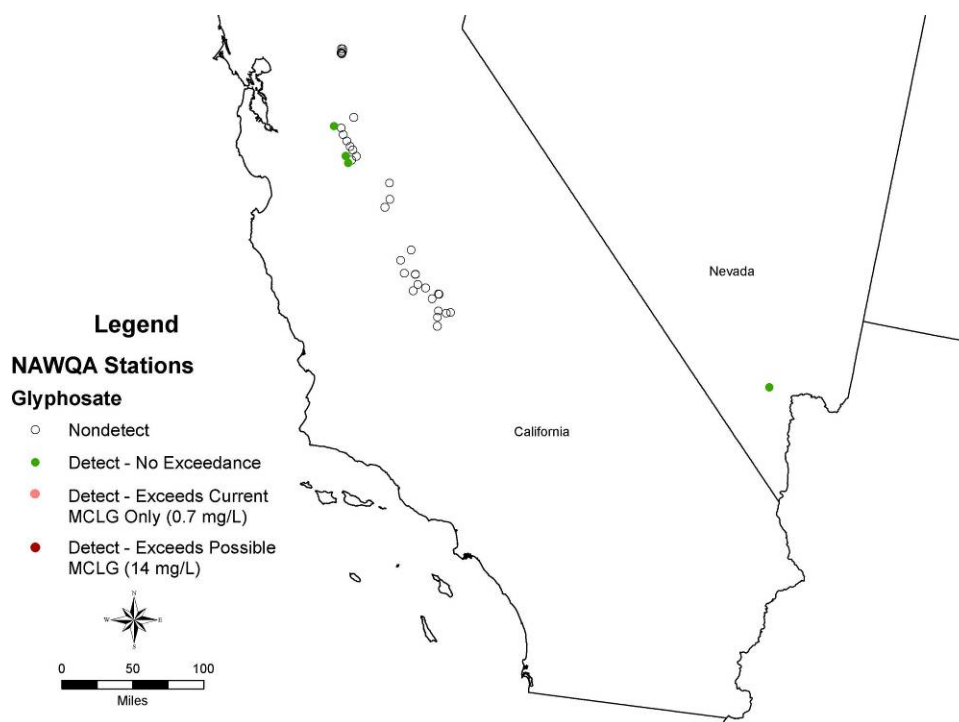 Nevada
California
Legend
NAWQA Stations
Glyphosate
Nondetect
Detect - No Exceedance
Detect - Exceeds Current
MCLG Only (0.7 mg/L)
Detect - Exceeds Possible
MCLG (14 mg/L)
N
W E
S
0 50 100
Miles